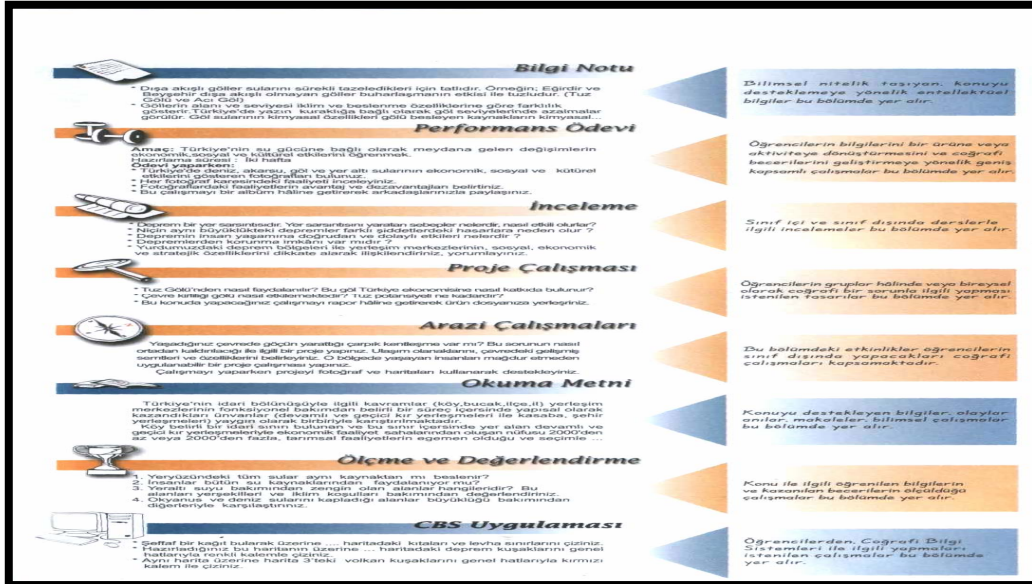 Bilgi Notu
* Dışa akışlı göller sularını sürekli tazeledikleri için tatlıdır. Örneğin; Eğirdir ve
Beyşehir dışa akışlı olmayan göller buharlaşmanın etkisi ile tuzludur. (Tuz
Gölü ve Acı Göl)
* Göllerin alanı ve seviyesi iklim ve beslenme özelliklerine göre farklılık
gösterir.Türkiye'de yazın kuraklığa bağlı olarak göl seviyelerinde azalmalar
görülür. Göl sularının kimyasal özellikleri gölü besleyen kaynakların kimyasal...
Bilimsel nitelik taşıyan, konuyu
desteklemeye yönelik entellektüel
bilgiler bu bölümde yer alır.
Performans Ödevi
Amaç: Türkiye'nin su gücüne bağlı olarak meydana gelen değişimlerin
ekonomik,sosyal ve kültürel etkilerini öğrenmek.
Hazırlama süresi : İki hafta
Ödevi yaparken:
* Türkiye'de deniz, akarsu, göl ve yer altı sularının ekonomik, sosyal ve kütürel
etkilerini gösteren fotoğrafları bulunuz.
* Her fotoğraf karesindeki faaliyeti inceleyiniz.
* Fotoğraflardaki faaliyetlerin avantaj ve dezavantajları belirtiniz.
* Bu çalışmayı bir albüm hâline getirerek arkadaşlarınızla paylaşınız.
Öğrencilerin bilgilerini bir ürüne veya
aktiviteye dönüştürmesini ve coğrafi
becerilerini geliştirmeye yönelik geniş
kapsamlı çalışmalar bu bölümde yer alır.
İnceleme
* Deprem bir yer sarsıntısıdır. Yer sarsıntısını yaratan sebepler nelerdir, nasıl etkili olurlar?
* Niçin aynı büyüklükteki depremler farklı şiddetlerdeki hasarlara neden olur ?
* Depremin insan yaşamına doğrudan ve dolaylı etkileri nelerdir ?
* Depremlerden korunma imkânı var mıdır ?
* Yurdumuzdaki deprem bölgeleri ile yerleşim merkezlerinin, sosyal, ekonomik
ve stratejik özelliklerini dikkate alarak ilişkilendiriniz, yorumlayınız.
Sınıf içi ve sınıf dışında derslerle
ilgili incelemeler bu bölümde yer alır.
Proje Çalışması
* Tuz Gölü'nden nasıl faydalanılır? Bu göl Türkiye ekonomisine nasıl katkıda bulunur?
* Çevre kirliliği gölü nasıl etkilemektedir? Tuz potansiyeli ne kadardır?
* Bu konuda yapacağınız çalışmayı rapor hâline getirerek ürün dosyanıza yerleştiriniz.
Öğrencilerin gruplar hâlinde veya bireysel
olarak coğrafi bir sorunla ilgili yapması
istenilen tasarılar bu bölümde yer alır.
Arazi Çalışmaları
Yaşadığınız çevrede göçün yarattığı çarpık kentleşme var mı? Bu sorunun nasıl
ortadan kaldırılacağı ile ilgili bir proje yapınız. Ulaşım olanaklarını, çevredeki gelişmiş
semtleri ve özelliklerini belirleyiniz. O bölgede yaşayan insanları mağdur etmeden
uygulanabilir bir proje çalışması yapınız.
Çalışmayı yaparken projeyi fotoğraf ve haritaları kullanarak destekleyiniz.
Bu bölümdeki etkinlikler öğrencilerin
sınıf dışında yapacakları coğrafi
çalışmaları kapsamaktadır.
Okuma Metni
Türkiye'nin idari bölünüşüyle ilgili kavramlar (köy,bucak,ilçe,il) yerleşim
merkezlerinin fonksiyonel bakımdan belirli bir süreç içersinde yapısal olarak
kazandıkları ünvanlar (devamlı ve geçici kır yerleşmeleri ile kasaba, şehir
yerleşmeleri) yaygın olarak birbiriyle karıştırılmaktadır.
Köy belirli bir idari sınırı bulunan ve bu sınır içersinde yer alan devamlı ve
geçici kır yerleşmeleriyle ekonomik faaliyet sahalarından oluşan nüfusu 2000'den
az veya 2000'den fazla, tarımsal faaliyetlerin egemen olduğu ve seçimle ...
Konuyu destekleyen bilgiler, olaylar
anılar, makaleler, bilimsel çalışmalar
bu bölümde yer alır.
Ölçme ve Değerlendirme
1. Yeryüzündeki tüm sular aynı kaynaktan mı beslenir?
2. İnsanlar bütün su kaynaklarından faydalanıyor mu?
3. Yeraltı suyu bakımından zengin olan alanlar hangileridir? Bu
alanları yerşekilleri ve iklim koşulları bakımından değerlendiriniz.
4. Okyanus ve deniz sularını kapladığı alanlar büyüklüğü bakımından
diğerleriyle karşılaştırınız.
Konu ile ilgili öğrenilen bilgilerin
ve kazanılan becerilerin ölçüldüğü
çalışmalar bu bölümde yer alır.
CBS Uygulaması
* Şeffaf bir kağıt bularak üzerine ... haritadaki kıtaları ve levha sınırlarını çiziniz.
* Hazırladığınız bu haritanın üzerine ... haritadaki deprem kuşaklarını genel
hatlarıyla renkli kalemle çiziniz.
* Aynı harita üzerine harita 3'teki volkan kuşaklarını genel hatlarıyla kırmızı
kalem ile çiziniz.
Öğrencilerden, Coğrafi Bilgi
Sistemleri ile ilgili yapmaları
istenilen çalışmalar bu bölümde
yer alır.